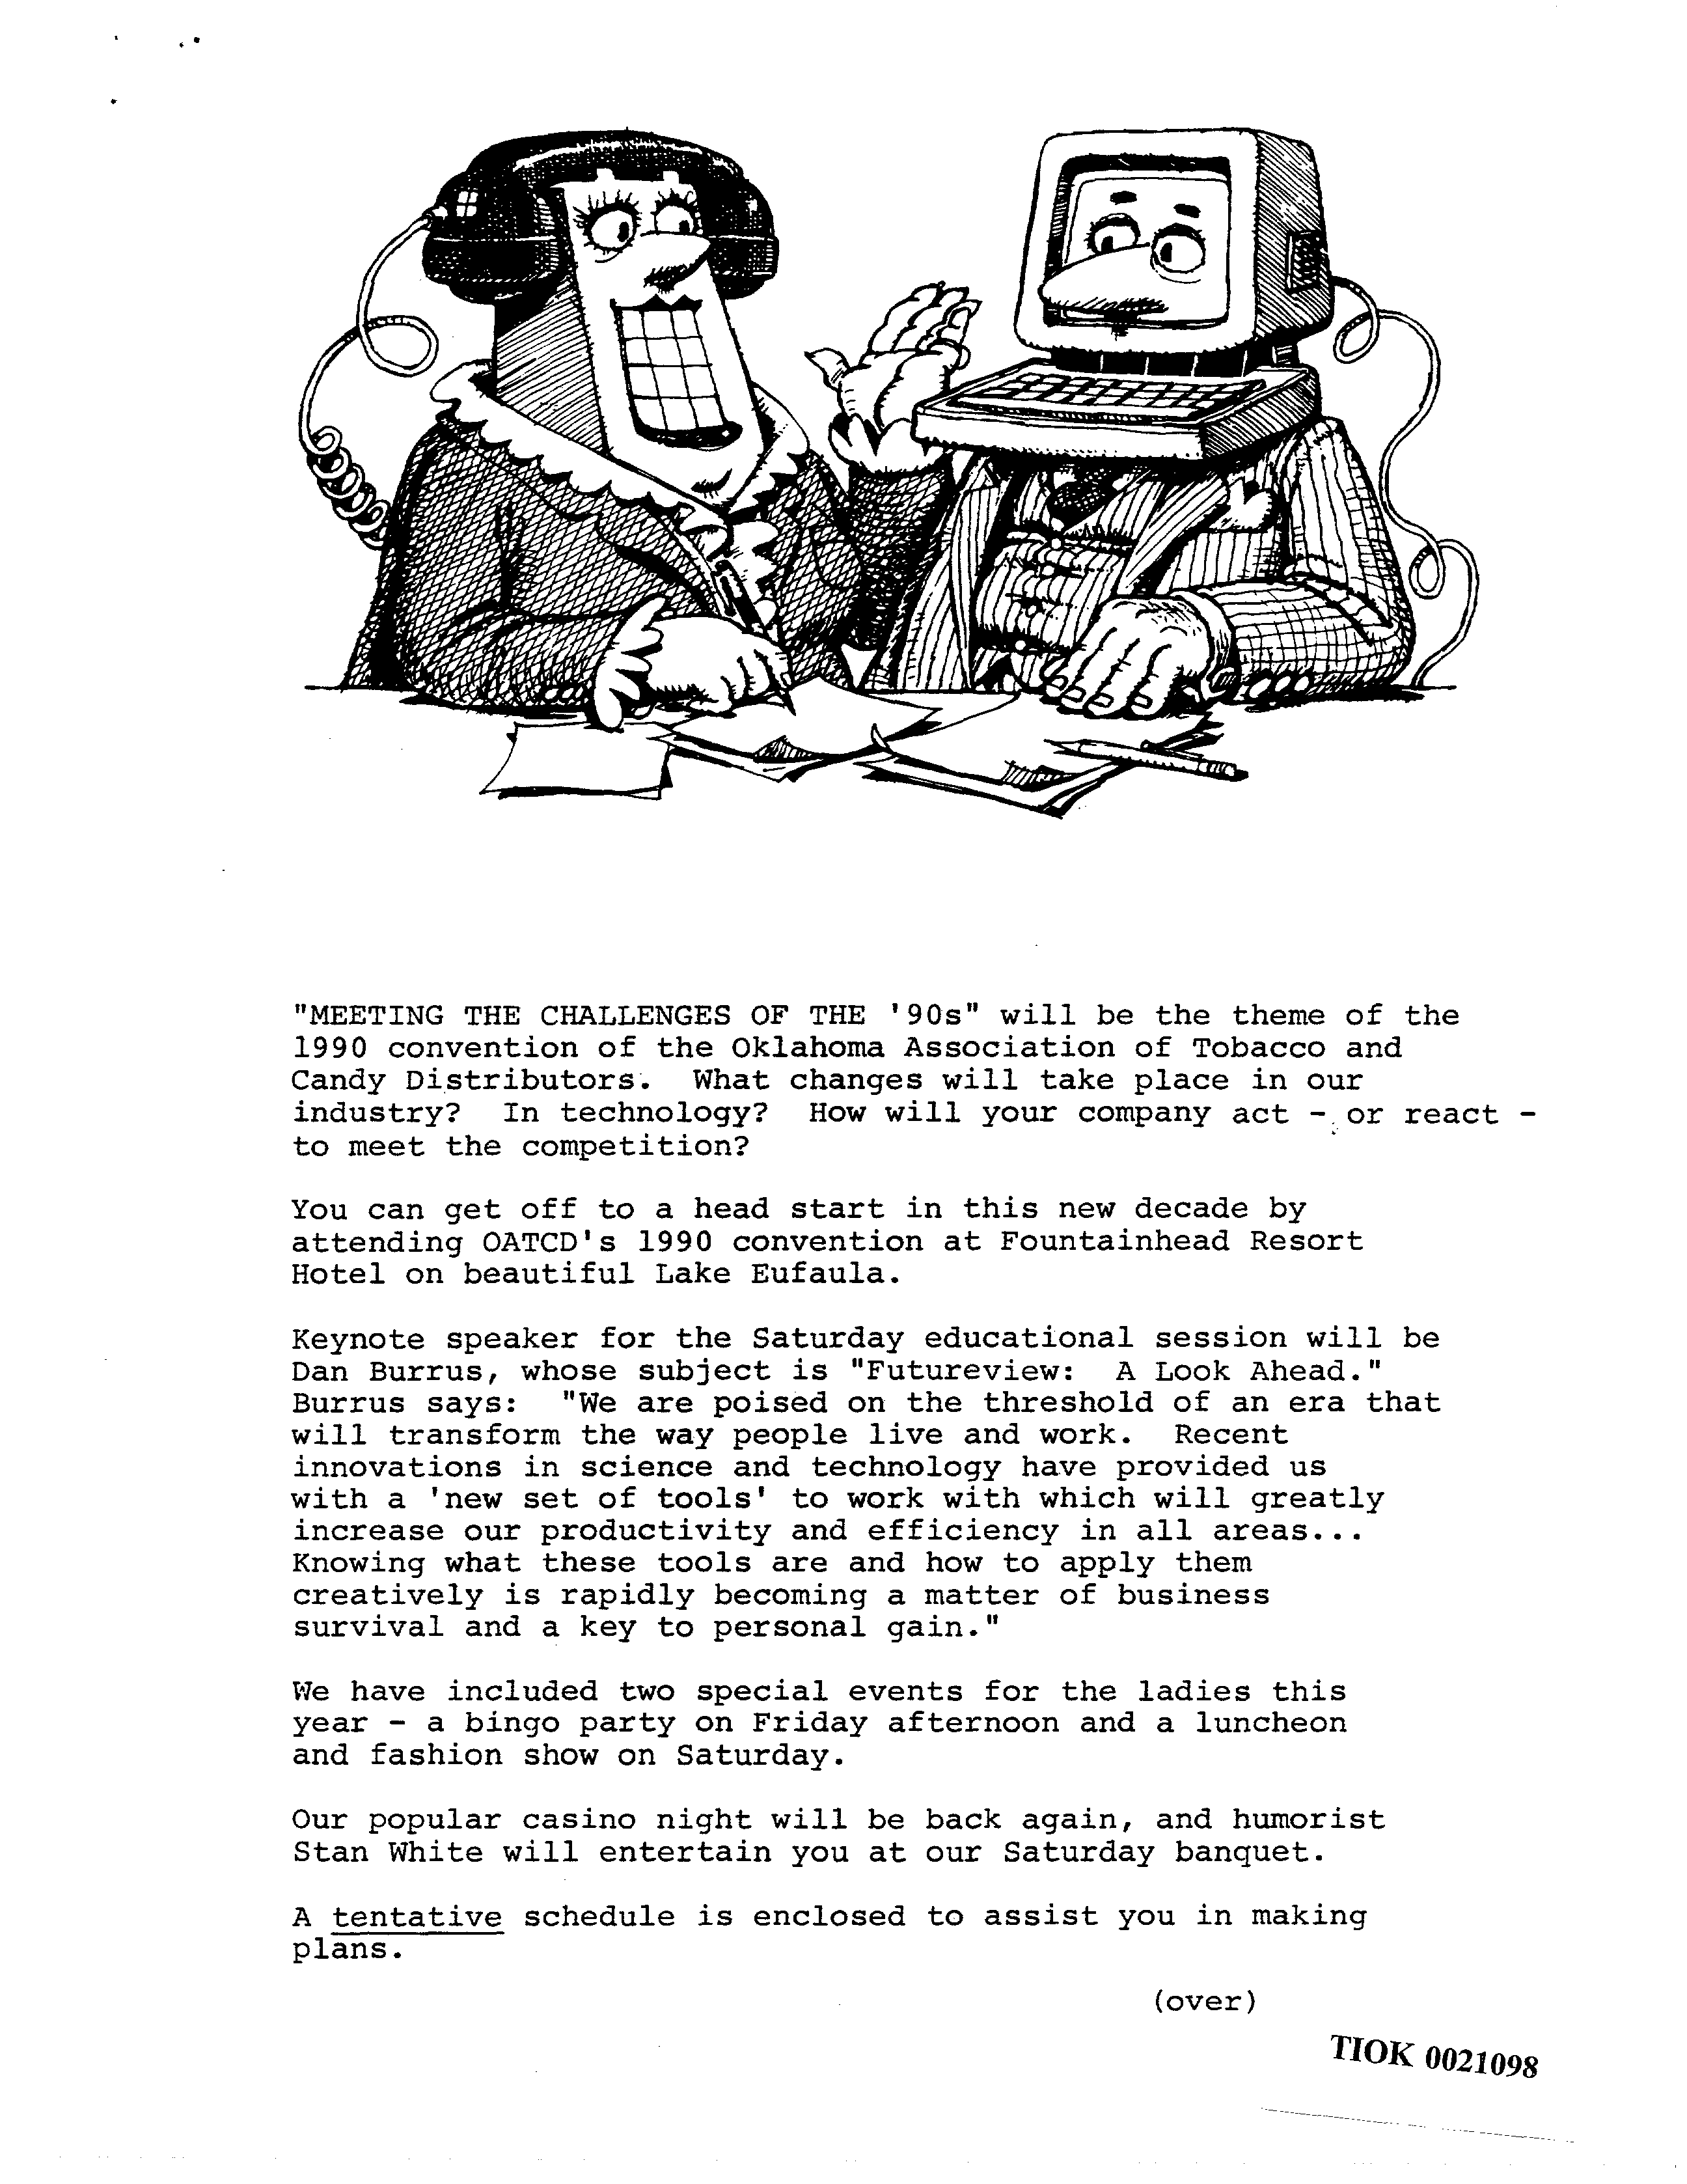 "MEETING THE CHALLENGES OF THE '90s" will be the theme of the
1990 convention of the Oklahoma Association of Tobacco and
Candy Distributors.  What changes will take place in our
industry?  In technology?  How will your company act - or react -
to meet the competition?
You can get off to a head start in this new decade by
attending OATCD's 1990 convention at Fountainhead Resort
Hotel on beautiful Lake Eufaula.
Keynote speaker for the Saturday educational session will be
Dan Burrus, whose subject is "Futureview:  A Look Ahead."
Burrus says:  "We are poised on the threshold of an era that
will transform the way people live and work.  Recent
innovations in science and technology have provided us
with a 'new set of tools' to work with which will greatly
increase our productivity and efficiency in all areas...
Knowing what these tools are and how to apply them
creatively is rapidly becoming a matter of business
survival and a key to personal gain."
We have included two special events for the ladies this
year - a bingo party on Friday afternoon and a luncheon
and fashion show on Saturday.
Our popular casino night will be back again, and humorist
Stan White will entertain you at our Saturday banquet.
A tentative schedule is enclosed to assist you in making
plans.
(over)
TIOK 0021098